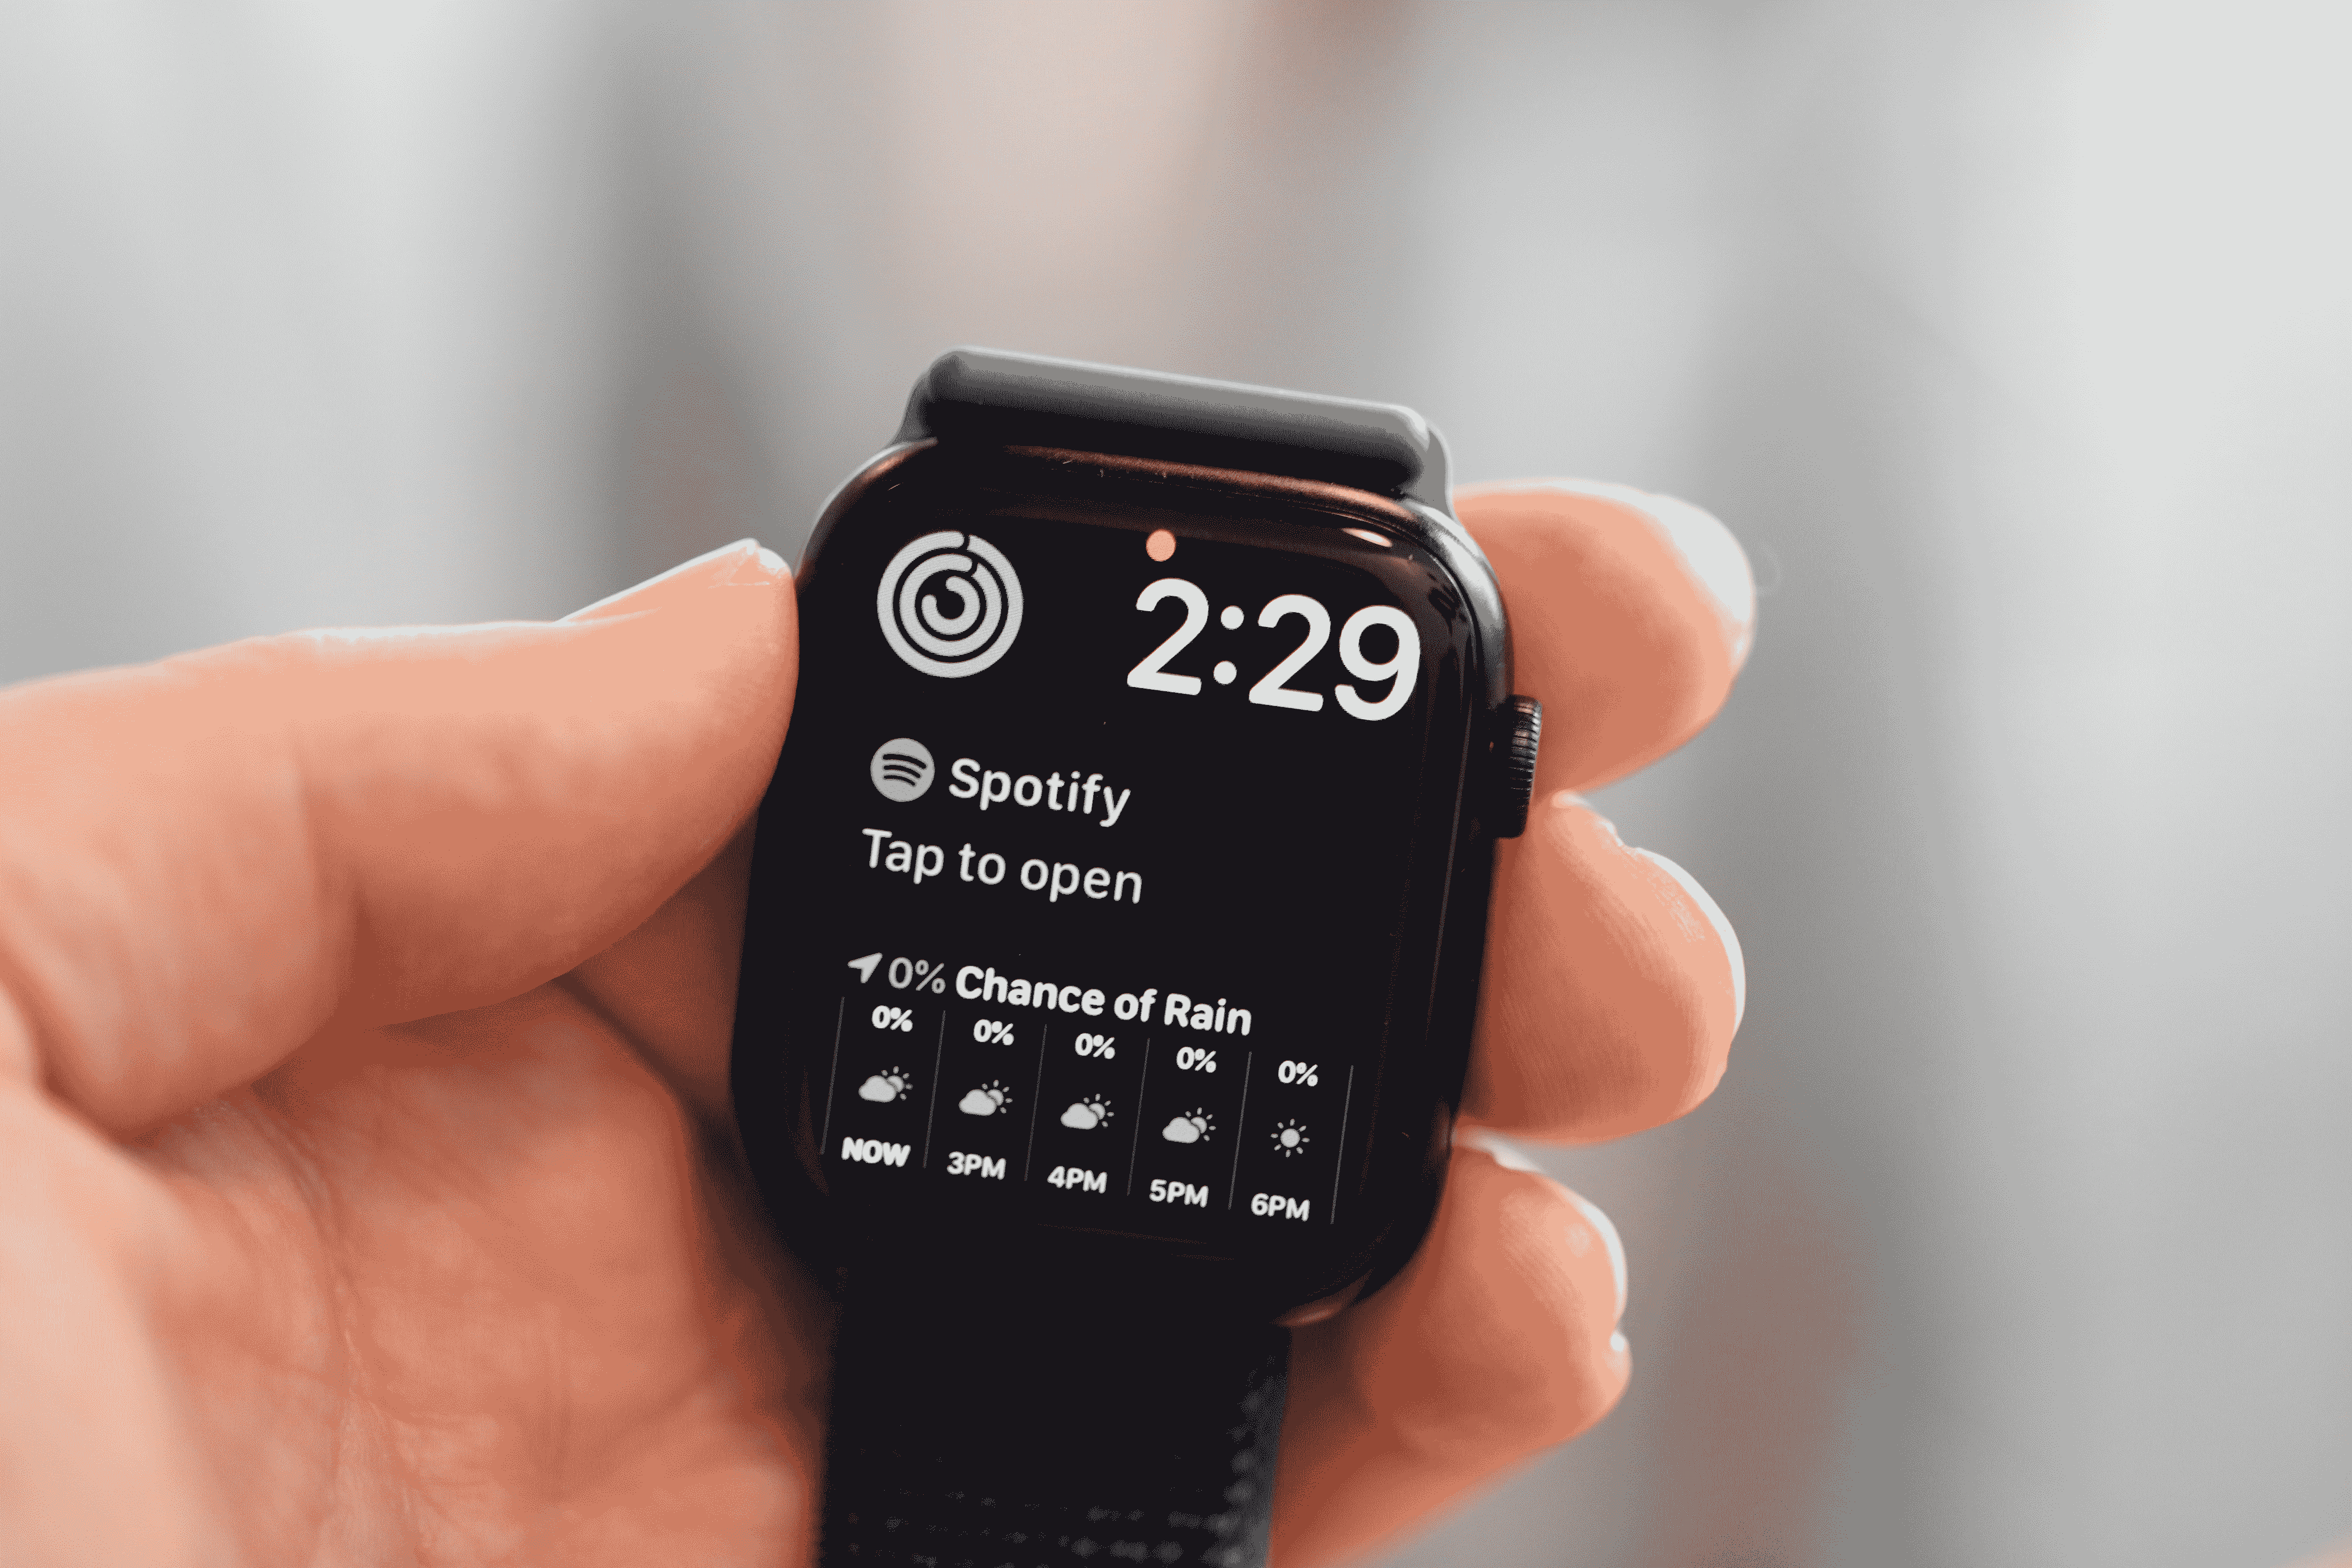 2:29
Spotify
Tap to open
0% Chance of Rain
0% 0% 0% 0% 0%
NOW 3PM 4PM 5PM 6PM